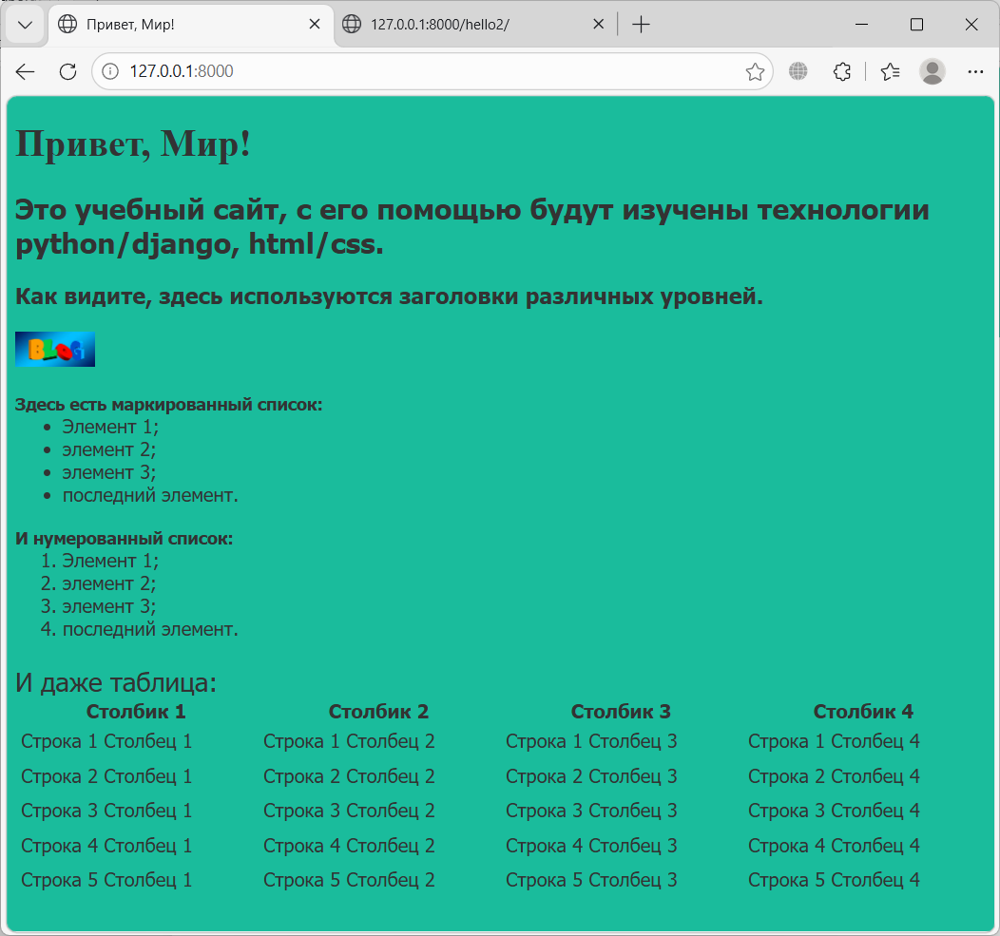 Привет, Мир!
127.0.0.1:8000/hello2/
127.0.0.1:8000
Привет, Мир!
Это учебный сайт, с его помощью будут изучены технологии
python/django, html/css.
Как видите, здесь используются заголовки различных уровней.
BLOG
Здесь есть маркированный список:
• Элемент 1;
• элемент 2;
• элемент 3;
• последний элемент.
И нумерованный список:
1. Элемент 1;
2. элемент 2;
3. элемент 3;
4. последний элемент.
И даже таблица:
Столбик 1 Столбик 2 Столбик 3 Столбик 4
Строка 1 Столбец 1 Строка 1 Столбец 2 Строка 1 Столбец 3 Строка 1 Столбец 4
Строка 2 Столбец 1 Строка 2 Столбец 2 Строка 2 Столбец 3 Строка 2 Столбец 4
Строка 3 Столбец 1 Строка 3 Столбец 2 Строка 3 Столбец 3 Строка 3 Столбец 4
Строка 4 Столбец 1 Строка 4 Столбец 2 Строка 4 Столбец 3 Строка 4 Столбец 4
Строка 5 Столбец 1 Строка 5 Столбец 2 Строка 5 Столбец 3 Строка 5 Столбец 4